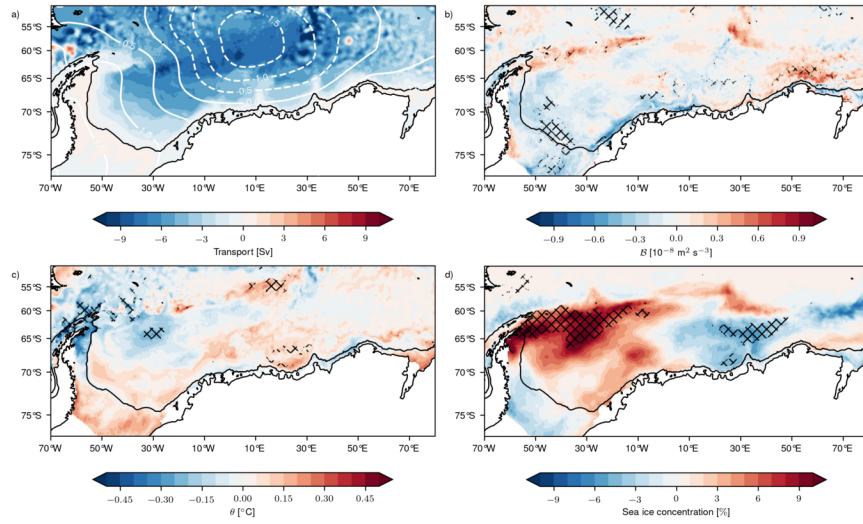 a)
55°S
60°S
65°S
70°S
75°S
70°W
50°W
30°W
10°W
10°E
30°E
50°E
70°E
−9
−6
−3
0
3
6
9
Transport [Sv]
b)
55°S
60°S
65°S
70°S
75°S
70°W
50°W
30°W
10°W
10°E
30°E
50°E
70°E
−0.9
−0.6
−0.3
0.0
0.3
0.6
0.9
ℬ [10⁻⁸ m² s⁻³]
c)
55°S
60°S
65°S
70°S
75°S
70°W
50°W
30°W
10°W
10°E
30°E
50°E
70°E
−0.45
−0.30
−0.15
0.00
0.15
0.30
0.45
θ [°C]
d)
55°S
60°S
65°S
70°S
75°S
70°W
50°W
30°W
10°W
10°E
30°E
50°E
70°E
−9
−6
−3
0
3
6
9
Sea ice concentration [%]